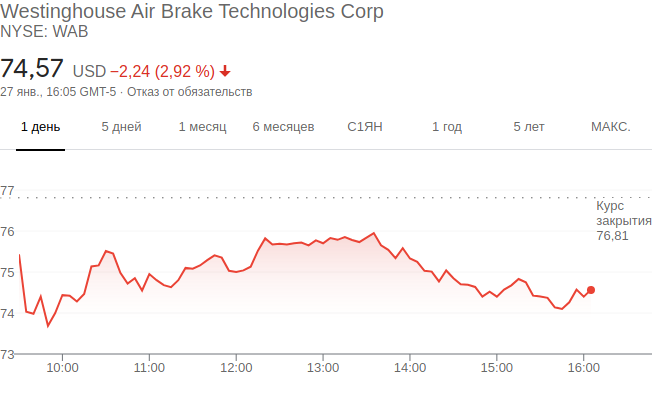 Westinghouse Air Brake Technologies Corp
NYSE: WAB
74,57 USD −2,24 (2,92 %)
27 янв., 16:05 GMT-5 · Отказ от обязательств
1 день 5 дней 1 месяц 6 месяцев С1ЯН 1 год 5 лет МАКС.
77
Курс
закрытия
76,81
76
75
74
73
10:00 11:00 12:00 13:00 14:00 15:00 16:00